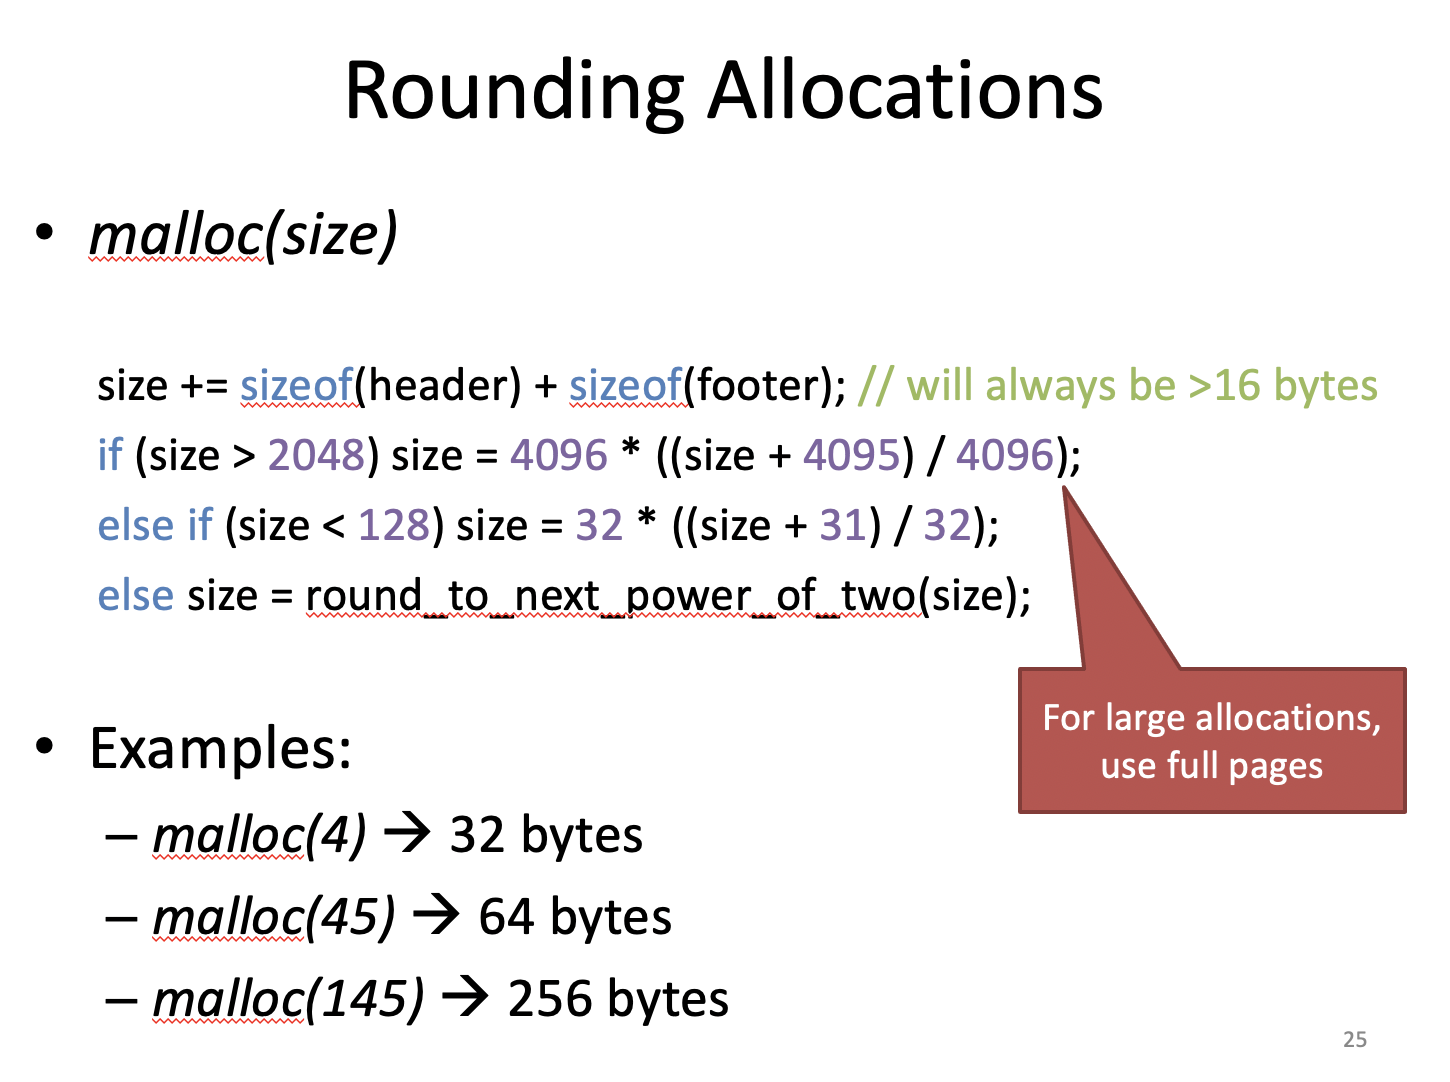 Rounding Allocations
• malloc(size)
size += sizeof(header) + sizeof(footer); // will always be >16 bytes
if (size > 2048) size = 4096 * ((size + 4095) / 4096);
else if (size < 128) size = 32 * ((size + 31) / 32);
else size = round_to_next_power_of_two(size);
For large allocations,
use full pages
• Examples:
– malloc(4) → 32 bytes
– malloc(45) → 64 bytes
– malloc(145) → 256 bytes
25